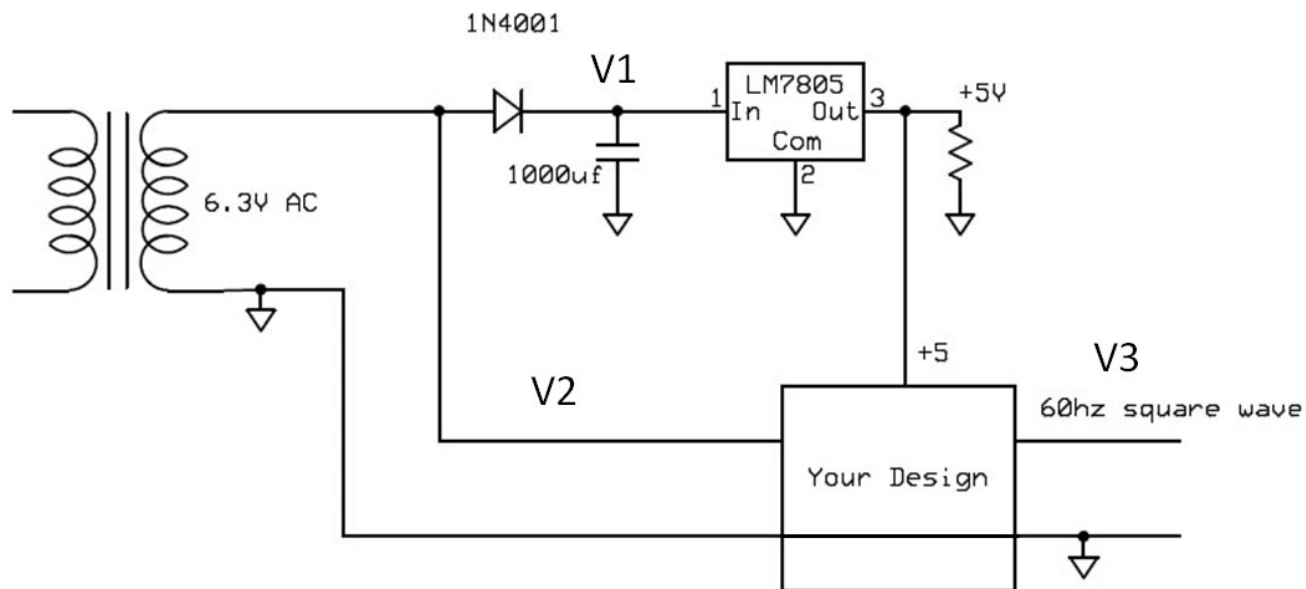 1N4001
V1
LM7805
1
In
Out
3
+5V
Com
2
1000uf
6.3V AC
+5
V3
V2
60hz square wave
Your Design